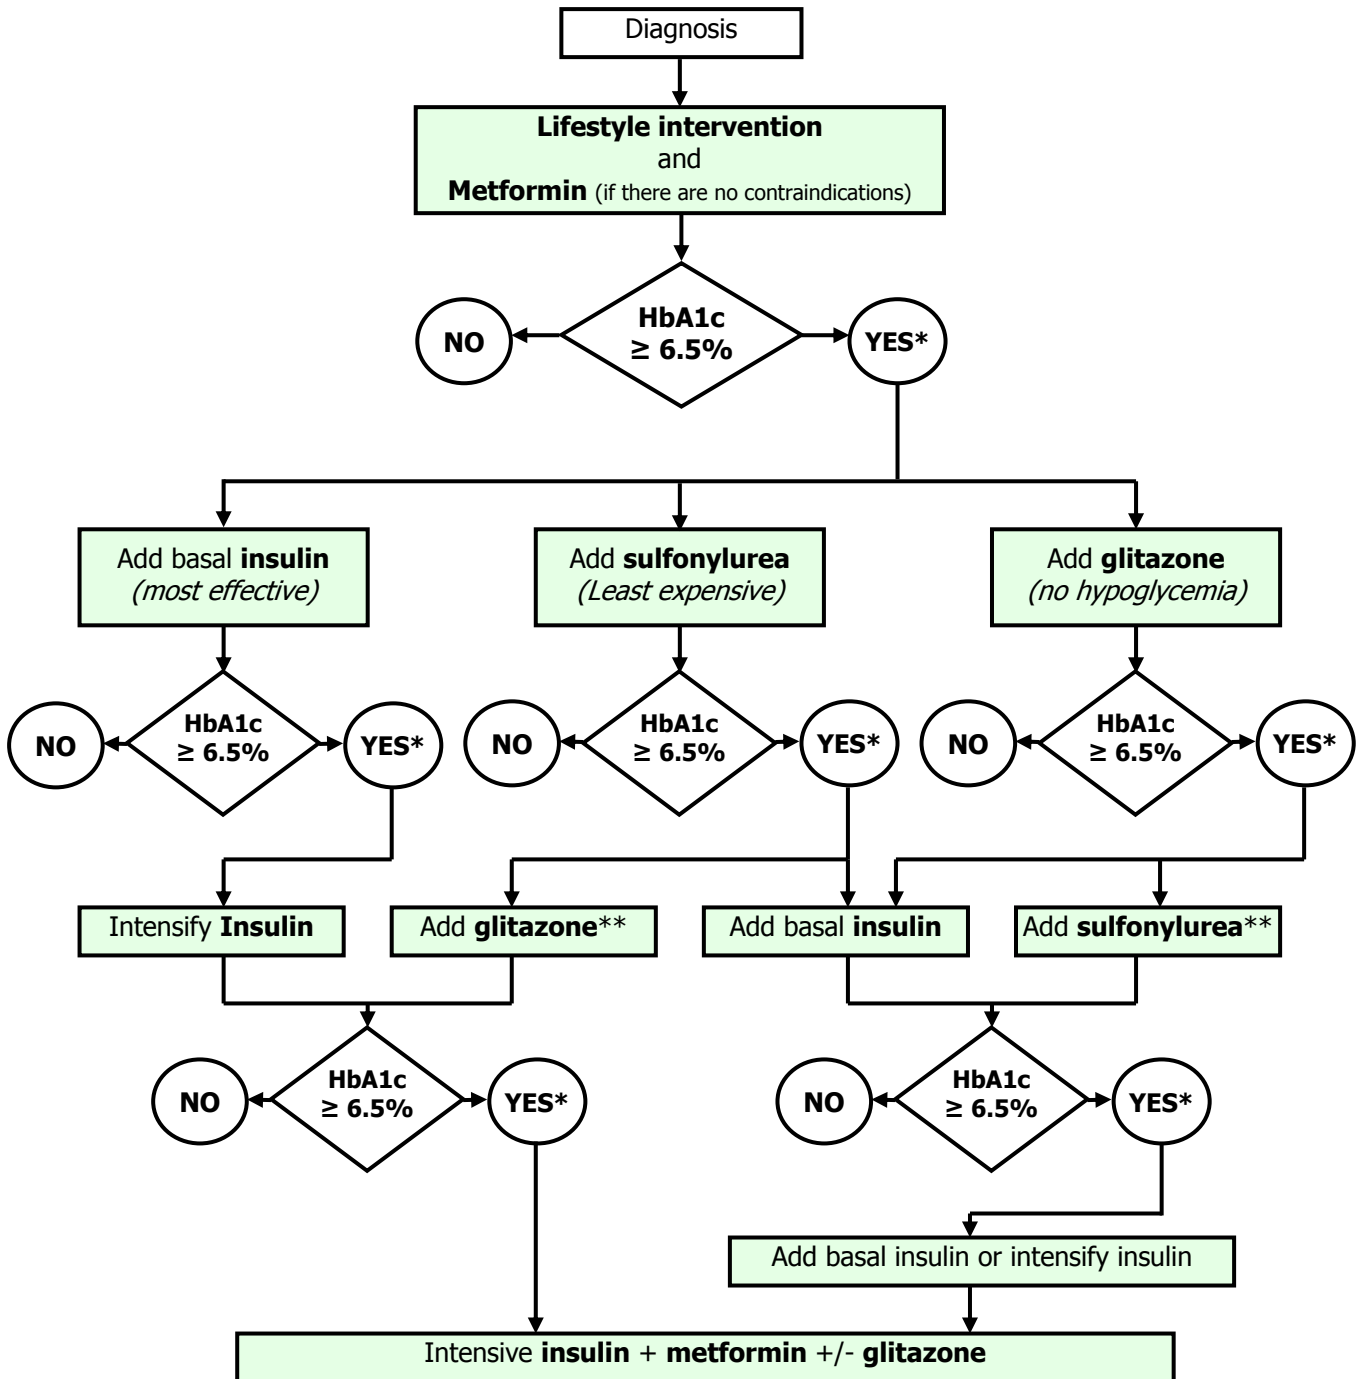 Diagnosis
Lifestyle intervention
and
Metformin (if there are no contraindications)
HbA1c
≥ 6.5%
NO
YES*
Add basal insulin
(most effective)
Add sulfonylurea
(Least expensive)
Add glitazone
(no hypoglycemia)
NO
HbA1c
≥ 6.5%
YES*
NO
HbA1c
≥ 6.5%
YES*
NO
HbA1c
≥ 6.5%
YES*
Intensify Insulin
Add glitazone**
Add basal insulin
Add sulfonylurea**
NO
HbA1c
≥ 6.5%
YES*
NO
HbA1c
≥ 6.5%
YES*
Add basal insulin or intensify insulin
Intensive insulin + metformin +/- glitazone